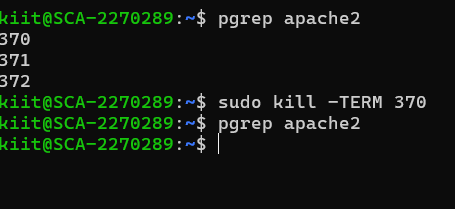 kiit@SCA-2270289:~$ pgrep apache2
370
371
372
kiit@SCA-2270289:~$ sudo kill -TERM 370
kiit@SCA-2270289:~$ pgrep apache2
kiit@SCA-2270289:~$